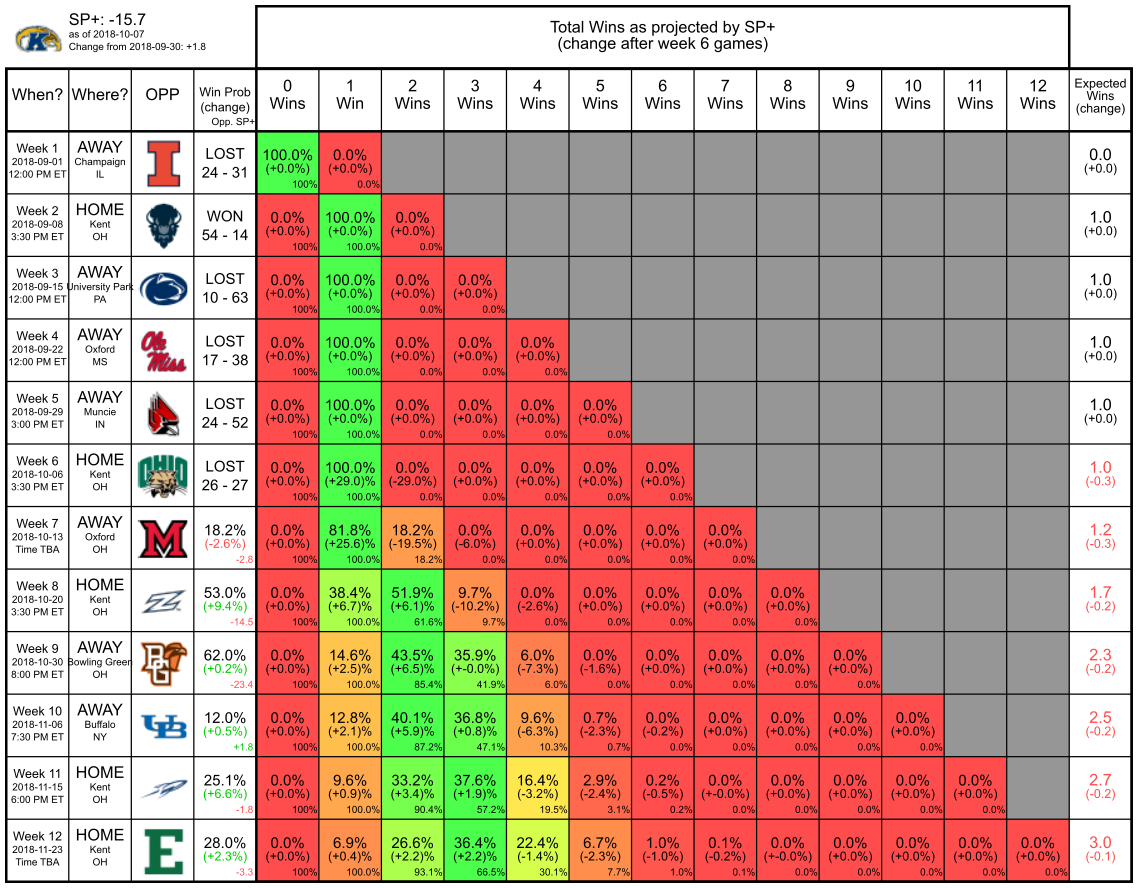 SP+: -15.7
as of 2018-10-07
Change from 2018-09-30: +1.8
Total Wins as projected by SP+
(change after week 6 games)
When? Where? OPP Win Prob (change) Opp. SP+ 0 Wins 1 Win 2 Wins 3 Wins 4 Wins 5 Wins 6 Wins 7 Wins 8 Wins 9 Wins 10 Wins 11 Wins 12 Wins Expected Wins (change)
Week 1 AWAY LOST 100.0% 0.0% 0.0
2018-09-01 Champaign 24 - 31 (+0.0%) (+0.0%) (+0.0)
12:00 PM ET IL I 100% 0.0%
Week 2 HOME WON 0.0% 100.0% 0.0% 1.0
2018-09-08 Kent 54 - 14 (+0.0%) (+0.0%) (+0.0%) (+0.0)
3:30 PM ET OH 100% 100.0% 0.0%
Week 3 AWAY LOST 0.0% 100.0% 0.0% 0.0% 1.0
2018-09-15 University Park 10 - 63 (+0.0%) (+0.0%) (+0.0%) (+0.0%) (+0.0)
12:00 PM ET PA 100% 100.0% 0.0% 0.0%
Week 4 AWAY Ole LOST 0.0% 100.0% 0.0% 0.0% 0.0% 1.0
2018-09-22 Oxford Miss 17 - 38 (+0.0%) (+0.0%) (+0.0%) (+0.0%) (+0.0%) (+0.0)
12:00 PM ET MS 100% 100.0% 0.0% 0.0% 0.0%
Week 5 AWAY LOST 0.0% 100.0% 0.0% 0.0% 0.0% 0.0% 1.0
2018-09-29 Muncie 24 - 52 (+0.0%) (+0.0%) (+0.0%) (+0.0%) (+0.0%) (+0.0%) (+0.0)
3:00 PM ET IN 100% 100.0% 0.0% 0.0% 0.0% 0.0%
Week 6 HOME OHIO LOST 0.0% 100.0% 0.0% 0.0% 0.0% 0.0% 0.0% 1.0
2018-10-06 Kent 26 - 27 (+0.0%) (+29.0)% (-29.0%) (+0.0%) (+0.0%) (+0.0%) (+0.0%) (-0.3)
3:30 PM ET OH 100% 100.0% 0.0% 0.0% 0.0% 0.0% 0.0%
Week 7 AWAY M 18.2% 0.0% 81.8% 18.2% 0.0% 0.0% 0.0% 0.0% 0.0% 1.2
2018-10-13 Oxford (-2.6%) (+0.0%) (+25.6)% (-19.5%) (-6.0%) (+0.0%) (+0.0%) (+0.0%) (+0.0%) (-0.3)
Time TBA OH -2.8 100% 100.0% 18.2% 0.0% 0.0% 0.0% 0.0% 0.0%
Week 8 HOME Z 53.0% 0.0% 38.4% 51.9% 9.7% 0.0% 0.0% 0.0% 0.0% 0.0% 1.7
2018-10-20 Kent (+9.4%) (+0.0%) (+6.7)% (+6.1)% (-10.2%) (-2.6%) (+0.0%) (+0.0%) (+0.0%) (+0.0%) (-0.2)
3:30 PM ET OH -14.5 100% 100.0% 61.6% 9.7% 0.0% 0.0% 0.0% 0.0% 0.0%
Week 9 AWAY BG 62.0% 0.0% 14.6% 43.5% 35.9% 6.0% 0.0% 0.0% 0.0% 0.0% 0.0% 2.3
2018-10-30 Bowling Green (+0.2%) (+0.0%) (+2.5)% (+6.5)% (+-0.0)% (-7.3%) (-1.6%) (+0.0%) (+0.0%) (+0.0%) (+0.0%) (-0.2)
8:00 PM ET OH -23.4 100% 100.0% 85.4% 41.9% 6.0% 0.0% 0.0% 0.0% 0.0% 0.0%
Week 10 AWAY UB 12.0% 0.0% 12.8% 40.1% 36.8% 9.6% 0.7% 0.0% 0.0% 0.0% 0.0% 0.0% 2.5
2018-11-06 Buffalo (+0.5%) (+0.0%) (+2.1)% (+5.9)% (+0.8)% (-6.3%) (-2.3%) (-0.2%) (+0.0%) (+0.0%) (+0.0%) (+0.0%) (-0.2)
7:30 PM ET NY +1.8 100% 100.0% 87.2% 47.1% 10.3% 0.7% 0.0% 0.0% 0.0% 0.0% 0.0%
Week 11 HOME 25.1% 0.0% 9.6% 33.2% 37.6% 16.4% 2.9% 0.2% 0.0% 0.0% 0.0% 0.0% 0.0% 2.7
2018-11-15 Kent (+6.6%) (+0.0%) (+0.9)% (+3.4)% (+1.9)% (-3.2%) (-2.4%) (-0.5%) (+-0.0%) (+0.0%) (+0.0%) (+0.0%) (+0.0%) (-0.2)
6:00 PM ET OH -1.8 100% 100.0% 90.4% 57.2% 19.5% 3.1% 0.2% 0.0% 0.0% 0.0% 0.0% 0.0%
Week 12 HOME E 28.0% 0.0% 6.9% 26.6% 36.4% 22.4% 6.7% 1.0% 0.1% 0.0% 0.0% 0.0% 0.0% 0.0% 3.0
2018-11-23 Kent (+2.3%) (+0.0%) (+0.4)% (+2.2)% (+2.2)% (-1.4%) (-2.3%) (-1.0%) (-0.2%) (+-0.0%) (+0.0%) (+0.0%) (+0.0%) (+0.0%) (-0.1)
Time TBA OH -3.3 100% 100.0% 93.1% 66.5% 30.1% 7.7% 1.0% 0.1% 0.0% 0.0% 0.0% 0.0% 0.0%